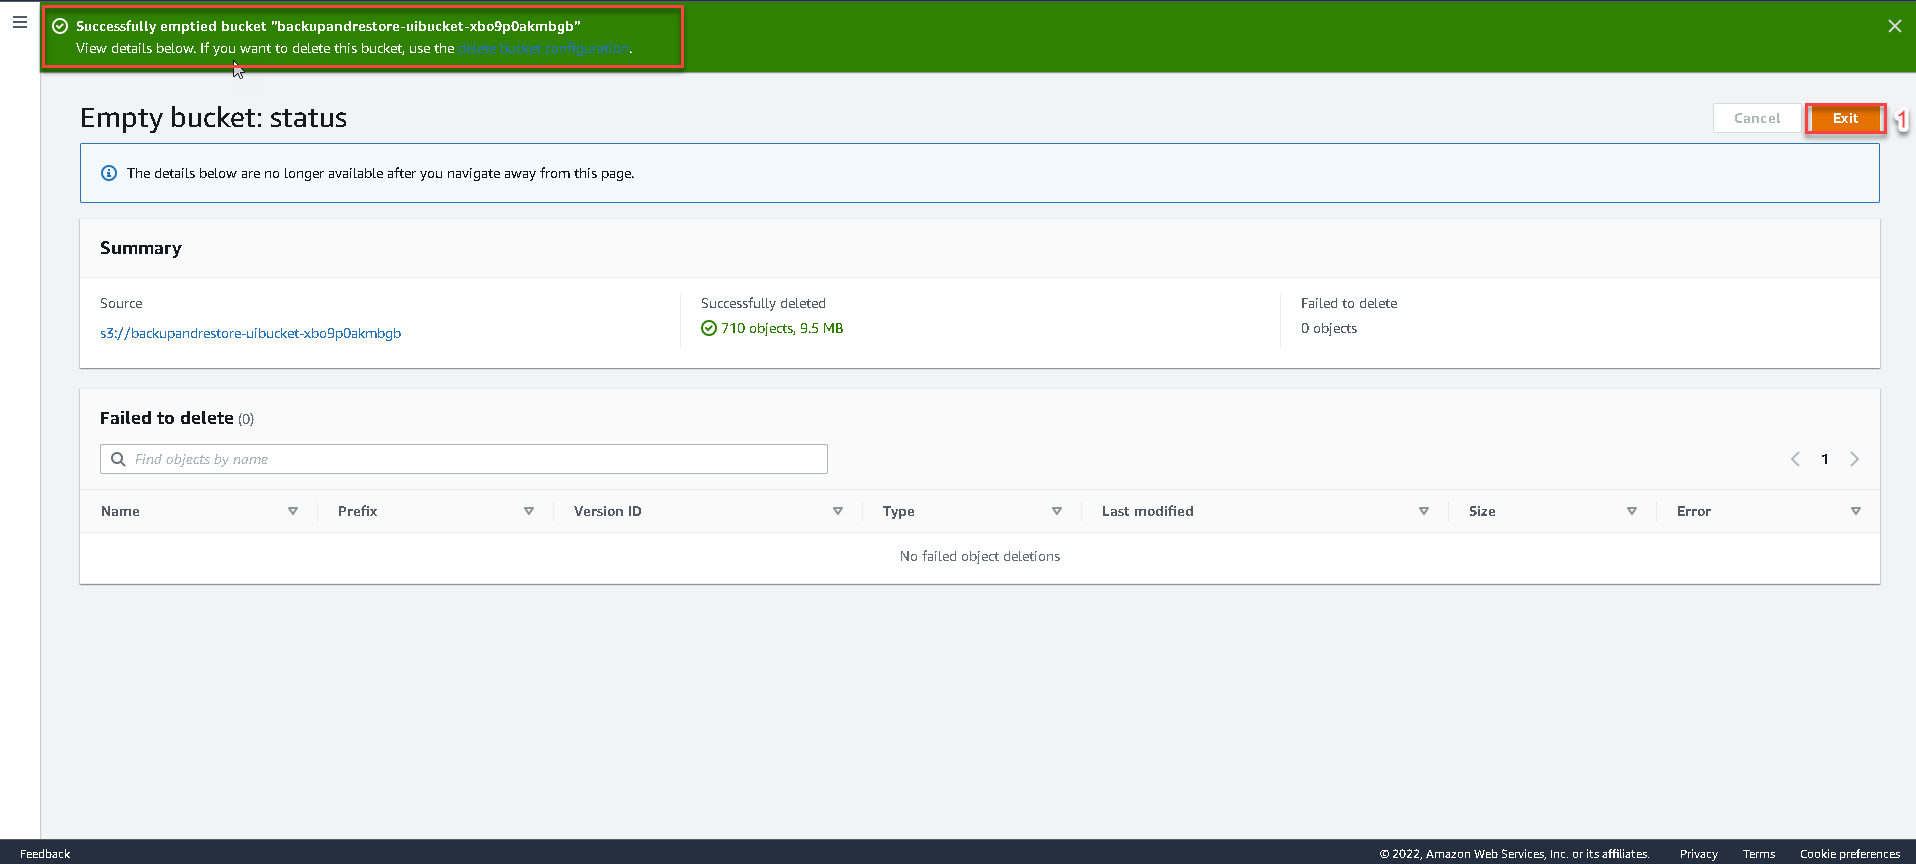 Successfully emptied bucket "backupandrestore-uibucket-xbo9p0akmbgb"
View details below. If you want to delete this bucket, use the delete bucket configuration.
Empty bucket: status
Cancel
Exit
1
The details below are no longer available after you navigate away from this page.
Summary
Source
s3://backupandrestore-uibucket-xbo9p0akmbgb
Successfully deleted
710 objects, 9.5 MB
Failed to delete
0 objects
Failed to delete (0)
Find objects by name
1
Name Prefix Version ID Type Last modified Size Error
No failed object deletions
Feedback
© 2022, Amazon Web Services, Inc. or its affiliates. Privacy Terms Cookie preferences